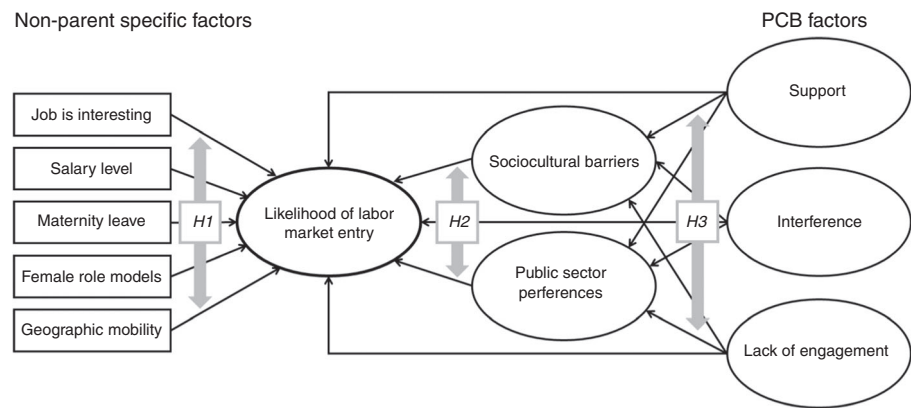 Non-parent specific factors
PCB factors
Job is interesting
Salary level
Maternity leave
Female role models
Geographic mobility
H1
Likelihood of labor
market entry
Sociocultural barriers
H2
Public sector
perferences
H3
Support
Interference
Lack of engagement